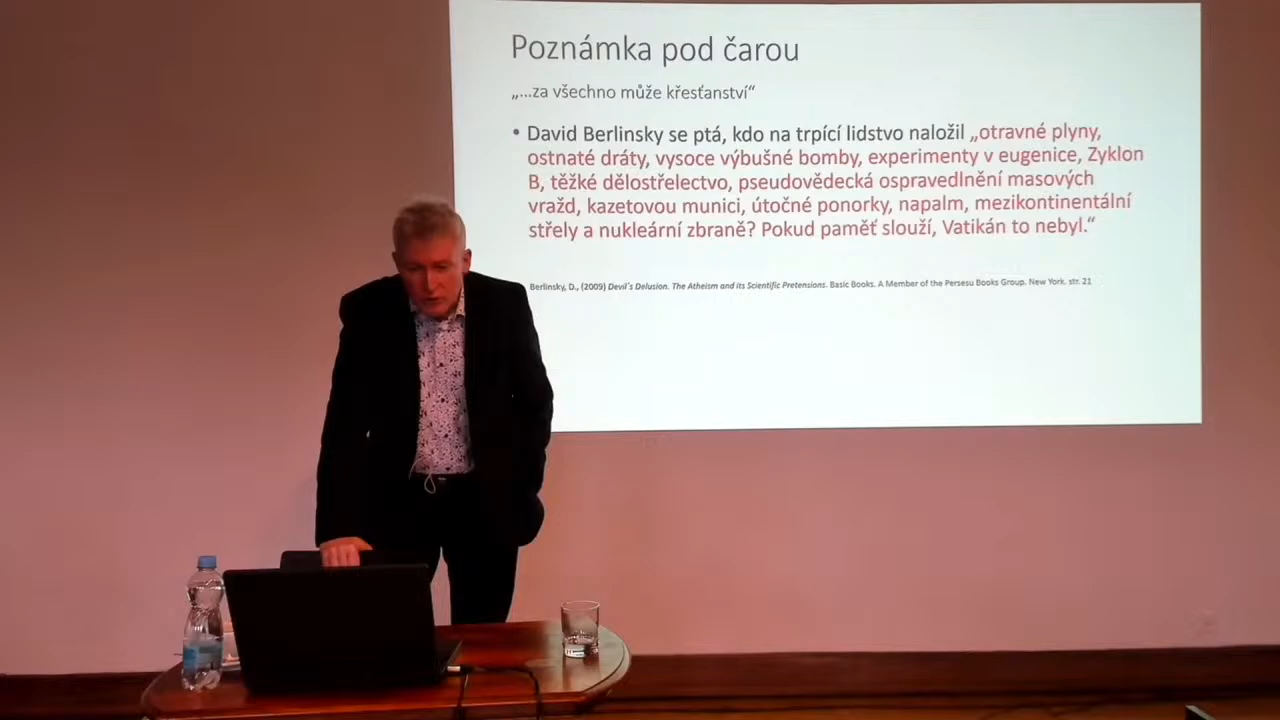 Poznámka pod čarou
„...za všechno může křesťanství“
• David Berlinsky se ptá, kdo na trpící lidstvo naložil „otravné plyny,
ostnaté dráty, vysoce výbušné bomby, experimenty v eugenice, Zyklon
B, těžké dělostřelectvo, pseudovědecká ospravedlnění masových
vražd, kazetovou munici, útočné ponorky, napalm, mezikontinentální
střely a nukleární zbraně? Pokud paměť slouží, Vatikán to nebyl.“
Berlinsky, D., (2009) Devil´s Delusion. The Atheism and its Scientific Pretensions. Basic Books. A Member of the Persesu Books Group. New York. str. 21